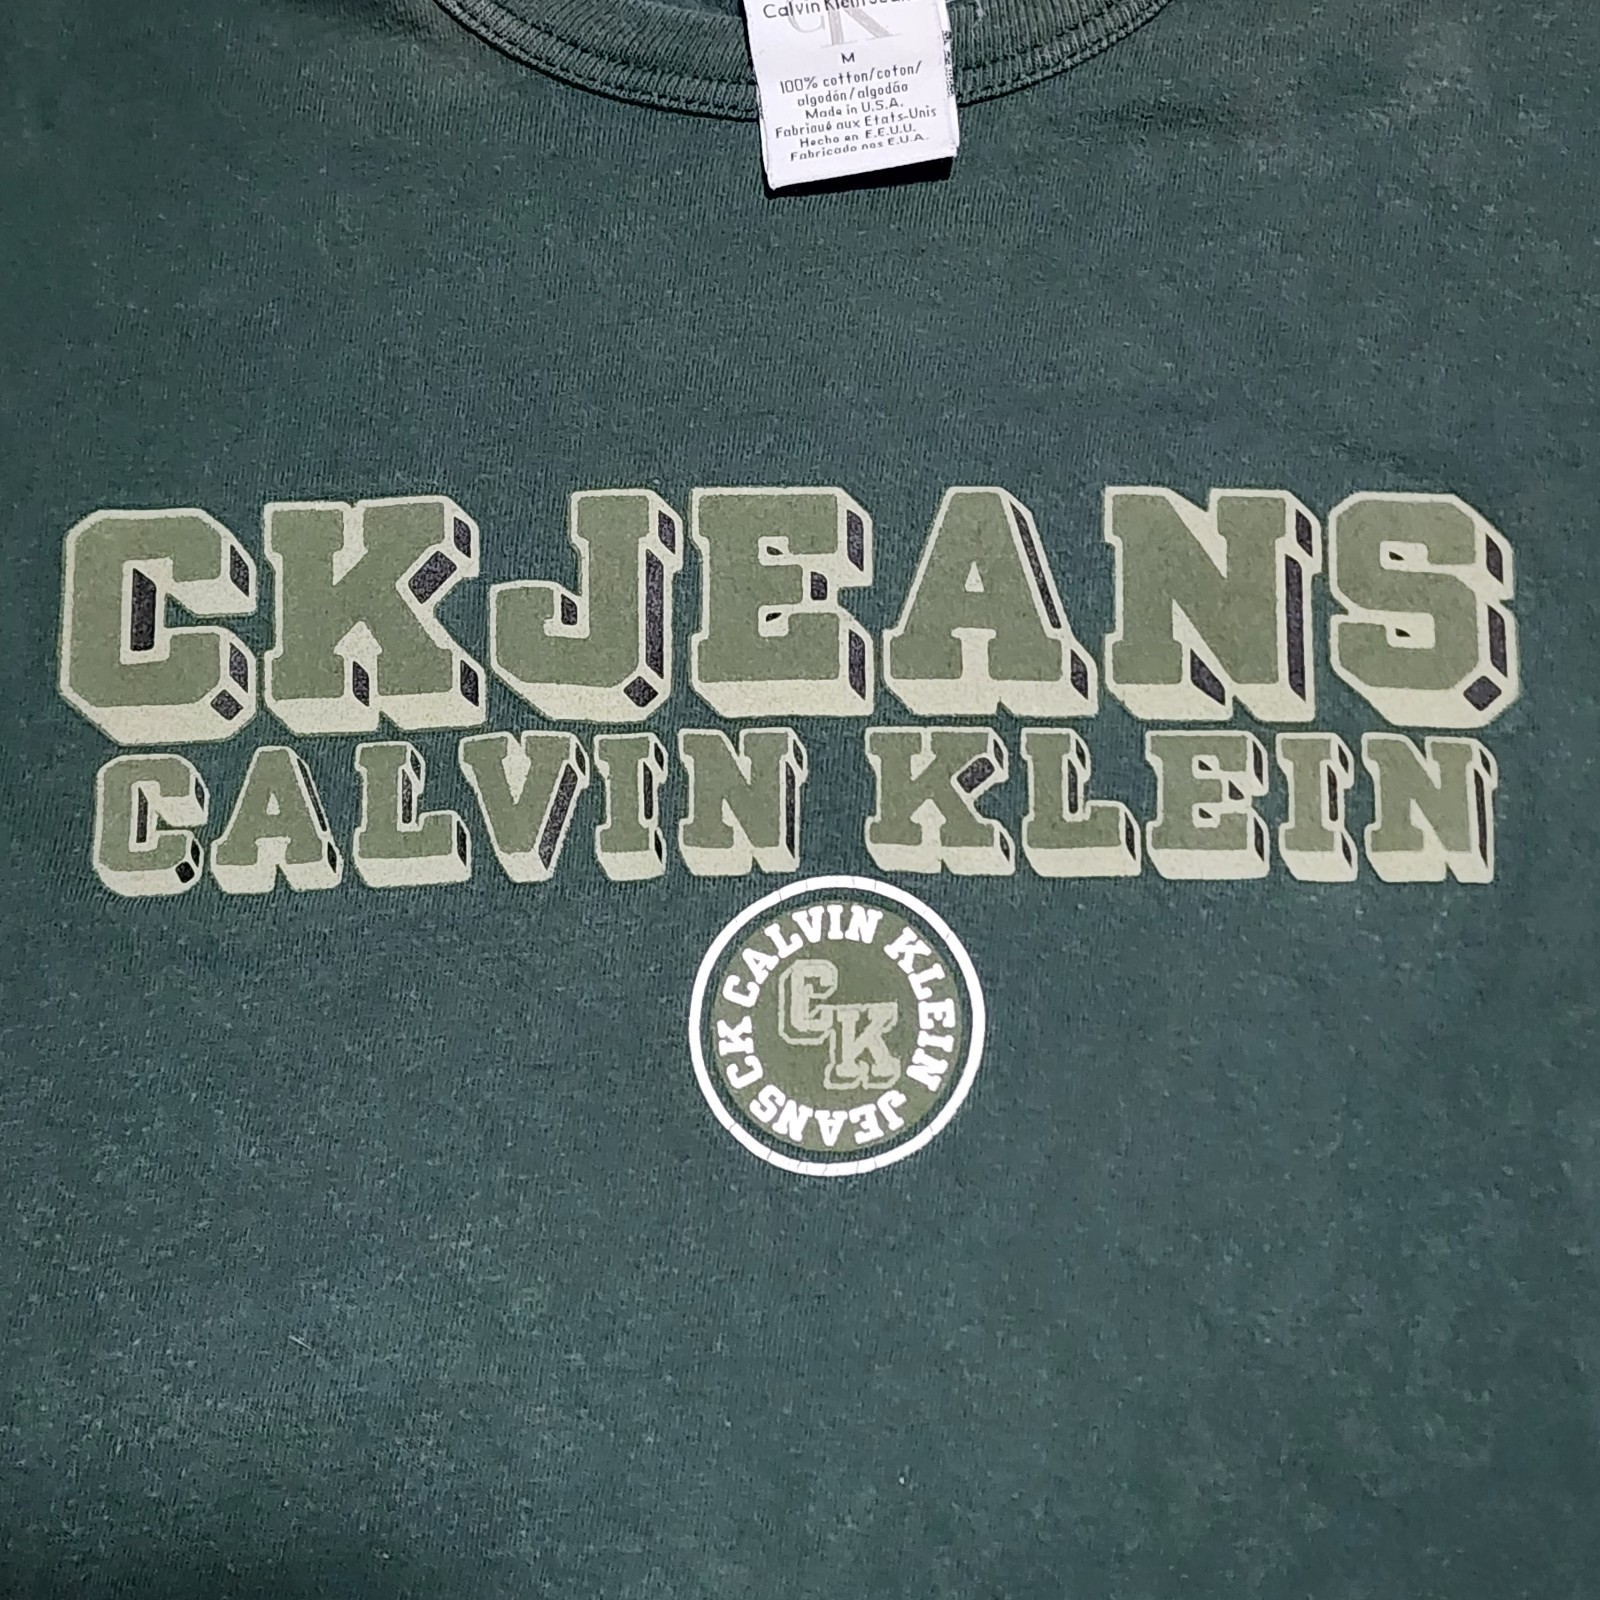 Calvin Klein Jeans
CK
M
100% cotton/coton/
algodón/algodão
Made in U.S.A.
Fabriqué aux Etats-Unis
Hecho en E.E.U.U.
Fabricado nos E.U.A.
CKJEANS
CALVIN KLEIN
CK CALVIN KLEIN JEANS
CK